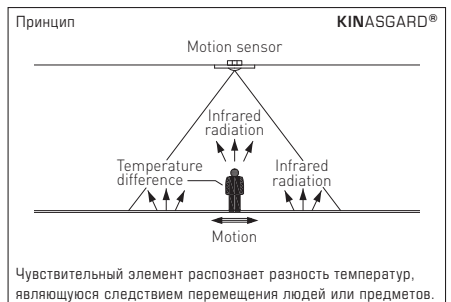 Принцип KINASGARD®
Motion sensor
Infrared
radiation
Temperature
difference
Infrared
radiation
Motion
Чувствительный элемент распознает разность температур,
являющуюся следствием перемещения людей или предметов.